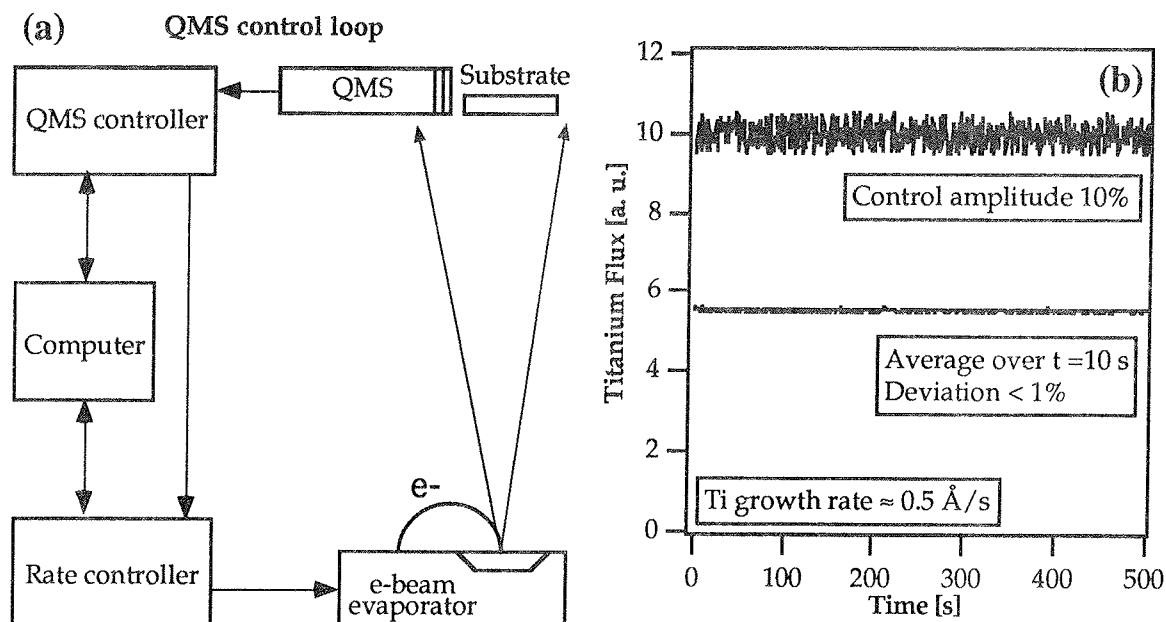 (a)
QMS control loop
QMS controller
QMS
Substrate
Computer
e-
Rate controller
e-beam
evaporator
(b)
12
10
8
6
4
2
0
Titanium Flux [a. u.]
Control amplitude 10%
Average over t =10 s
Deviation < 1%
Ti growth rate ≈ 0.5 Å/s
0 100 200 300 400 500
Time [s]